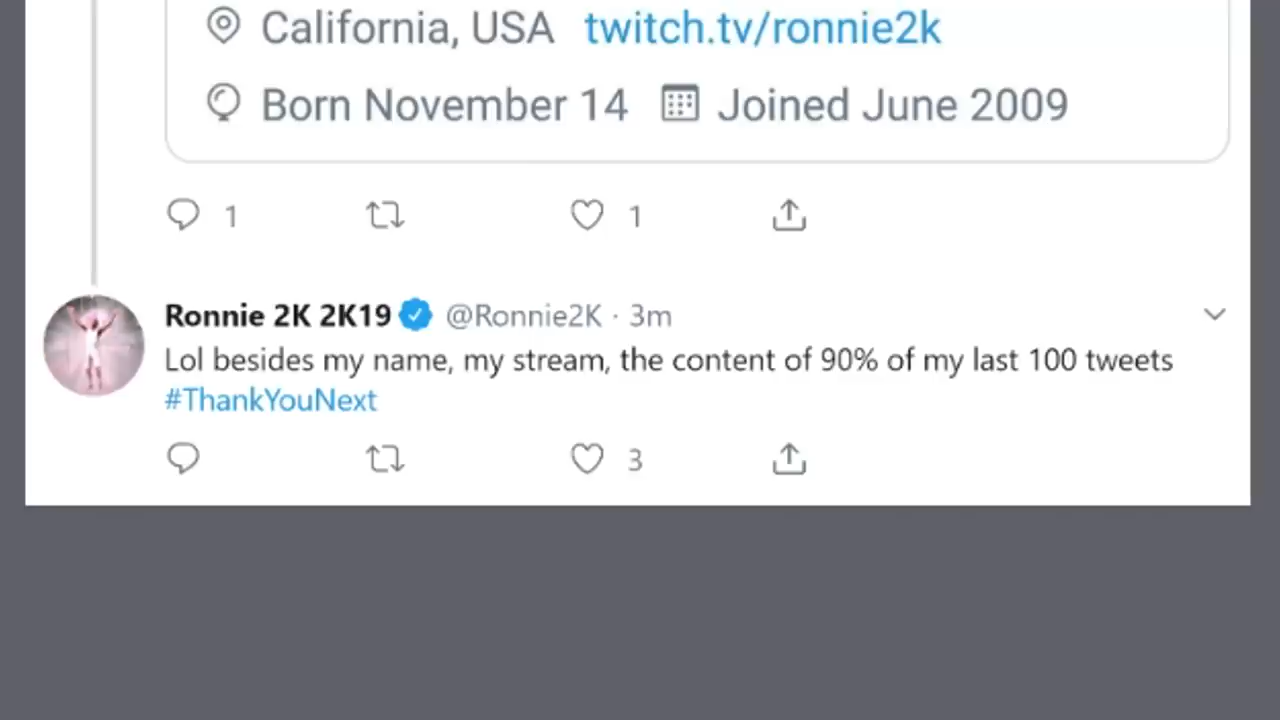 California, USA twitch.tv/ronnie2k
Born November 14 Joined June 2009
1 1
Ronnie 2K 2K19 @Ronnie2K · 3m
Lol besides my name, my stream, the content of 90% of my last 100 tweets
#ThankYouNext
3